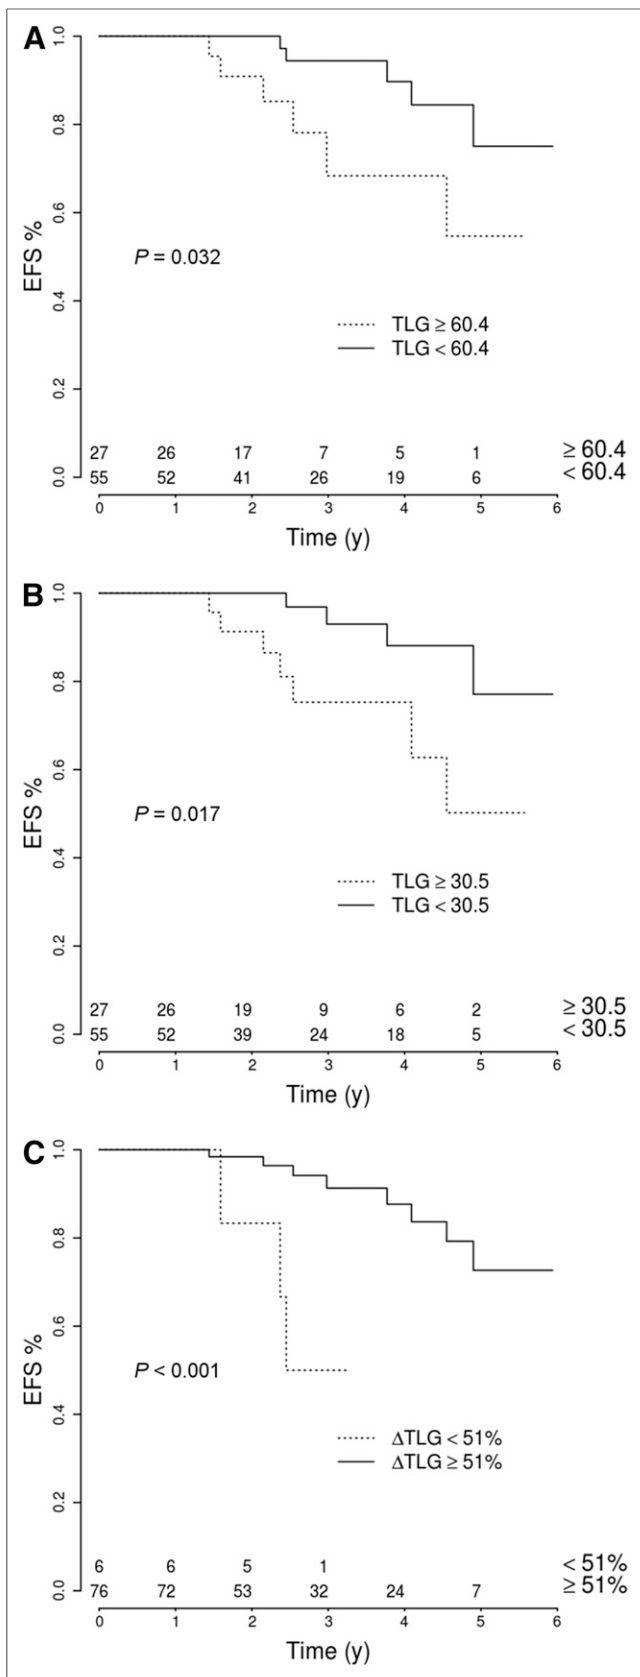 A
1.0
0.8
0.6
0.4
0.2
0.0
EFS %
P = 0.032
TLG ≥ 60.4
TLG < 60.4
27 26 17 7 5 1 ≥ 60.4
55 52 41 26 19 6 < 60.4
0 1 2 3 4 5 6
Time (y)
B
1.0
0.8
0.6
0.4
0.2
0.0
EFS %
P = 0.017
TLG ≥ 30.5
TLG < 30.5
27 26 19 9 6 2 ≥ 30.5
55 52 39 24 18 5 < 30.5
0 1 2 3 4 5 6
Time (y)
C
1.0
0.8
0.6
0.4
0.2
0.0
EFS %
P < 0.001
ΔTLG < 51%
ΔTLG ≥ 51%
6 6 5 1 < 51%
76 72 53 32 24 7 ≥ 51%
0 1 2 3 4 5 6
Time (y)